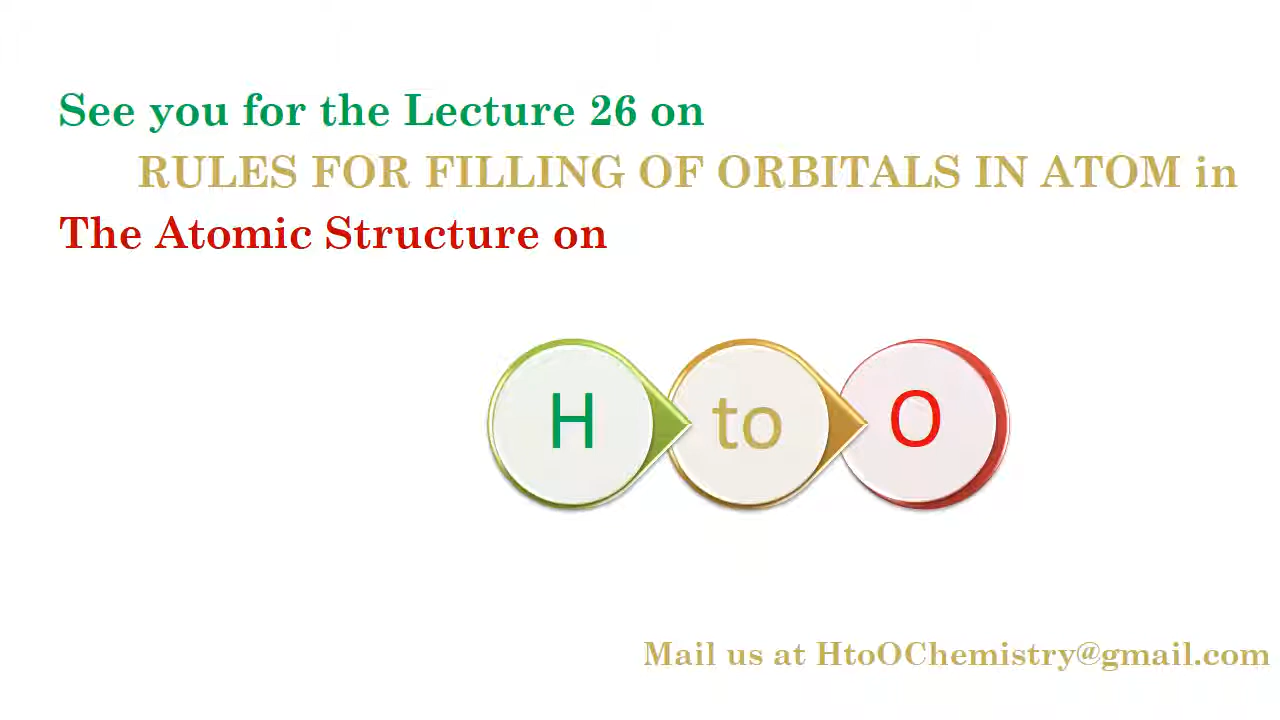 See you for the Lecture 26 on
RULES FOR FILLING OF ORBITALS IN ATOM in
The Atomic Structure on
H to O
Mail us at HtoOChemistry@gmail.com